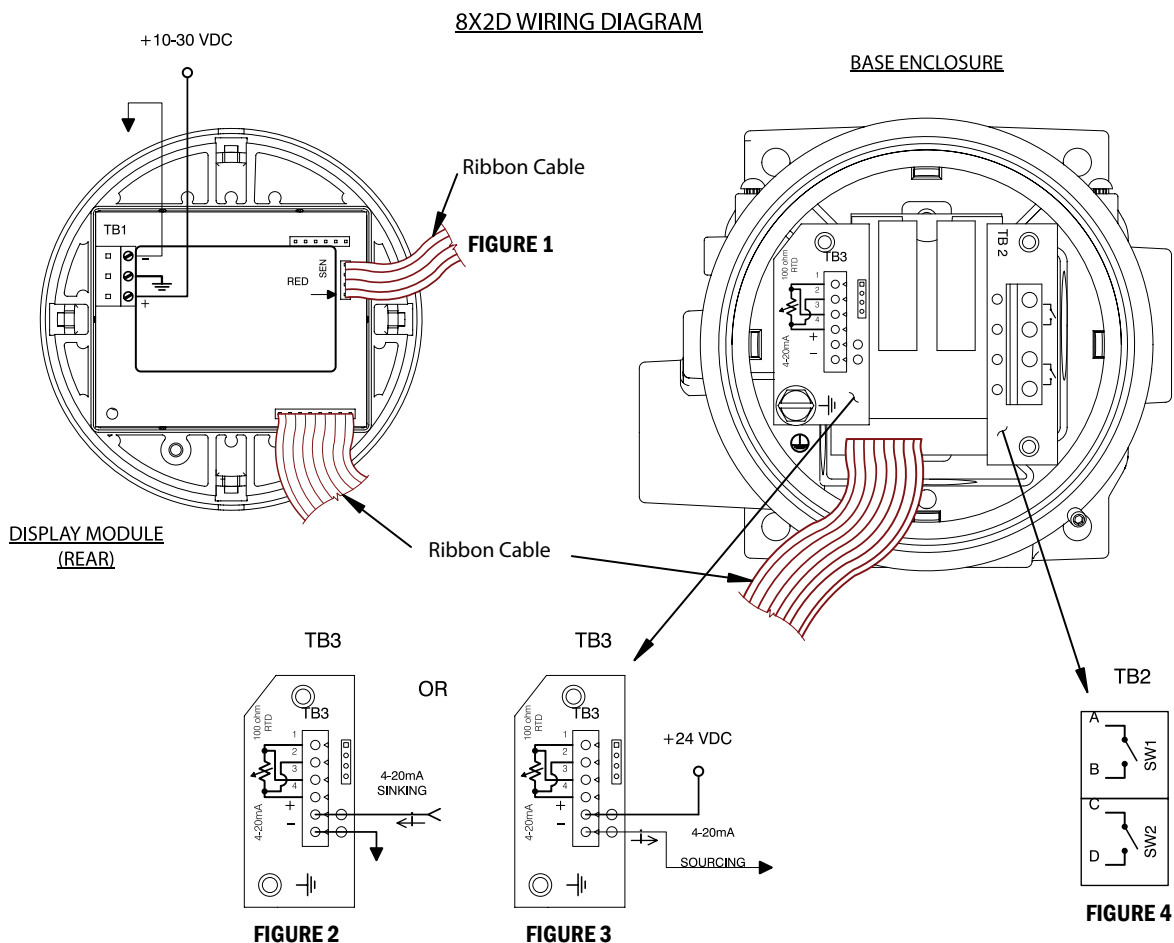 8X2D WIRING DIAGRAM
+10-30 VDC
BASE ENCLOSURE
Ribbon Cable
FIGURE 1
TB1
-
+
SEN
RED
TB 2
TB3
100 ohm
RTD
1
2
3
4
+
-
4-20mA
DISPLAY MODULE
(REAR)
Ribbon Cable
TB3
OR
TB3
TB2
TB3
100 ohm
RTD
1
2
3
4
+
-
4-20mA
4-20mA
SINKING
TB3
100 ohm
RTD
1
2
3
4
+
-
4-20mA
+24 VDC
4-20mA
SOURCING
A
B
SW1
C
D
SW2
FIGURE 2
FIGURE 3
FIGURE 4